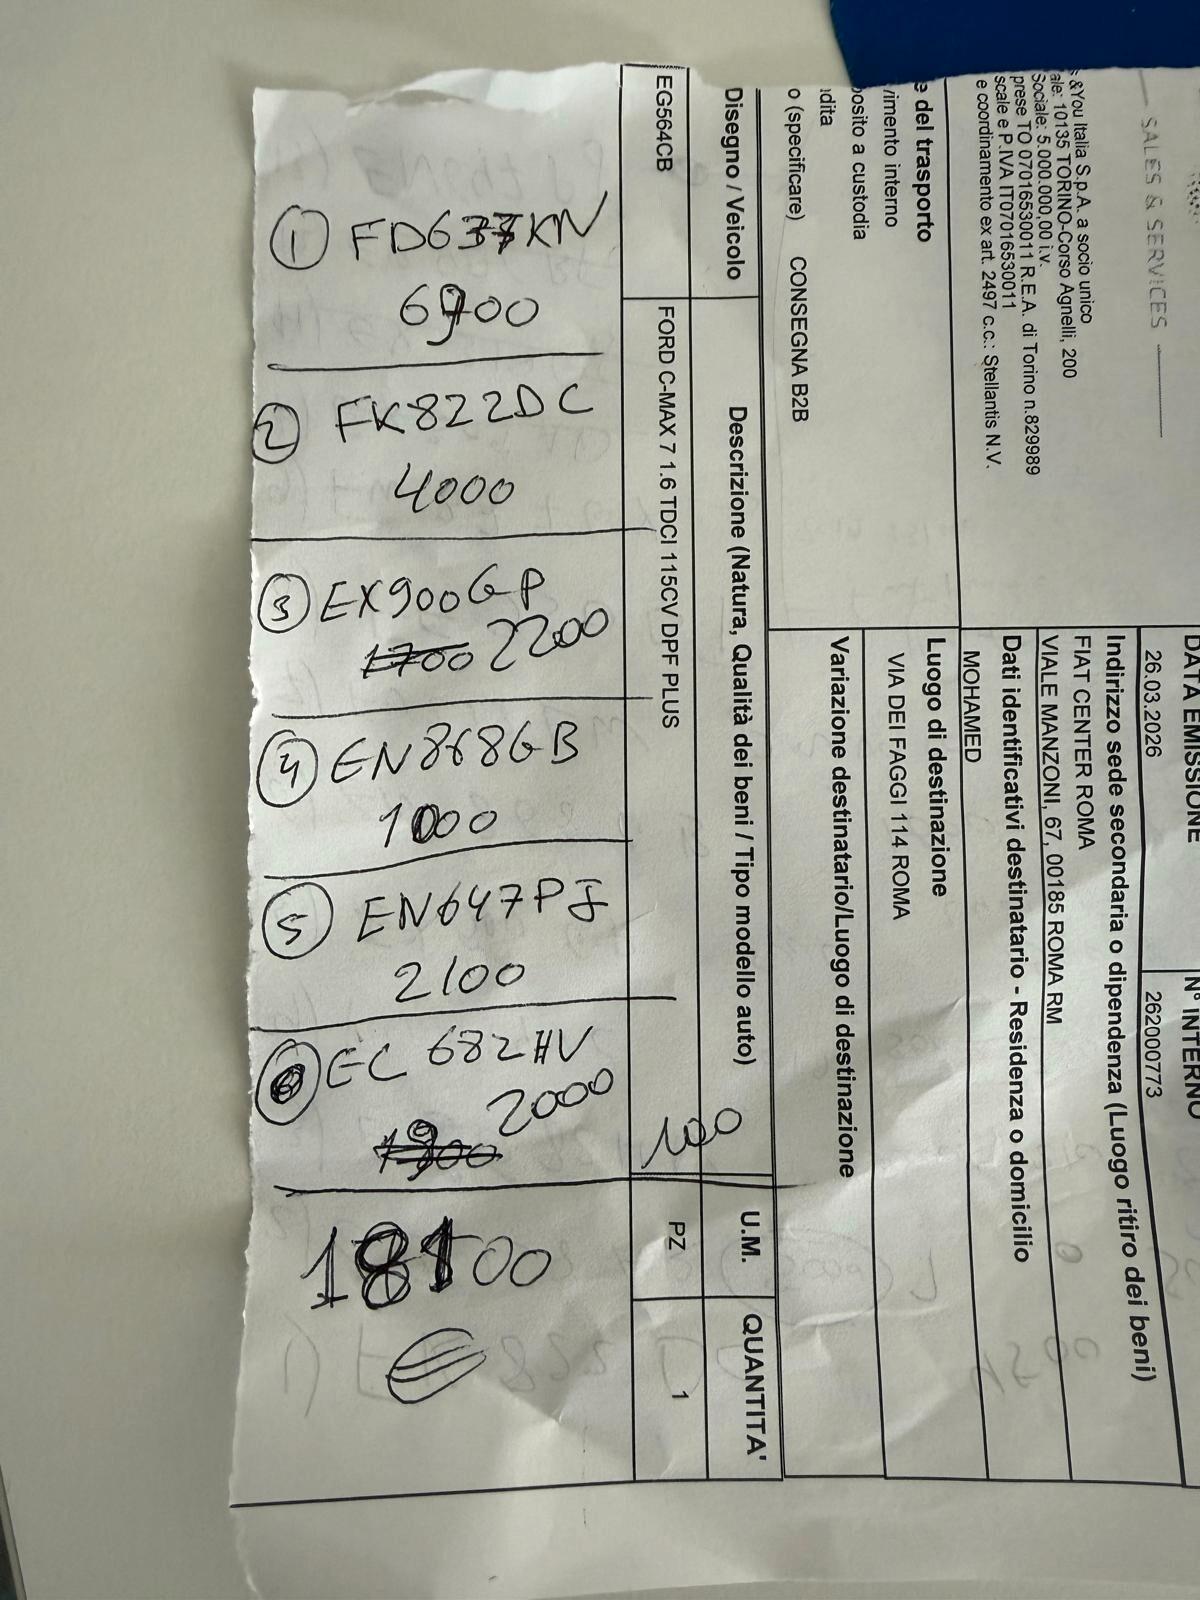 ① FD637KN
6900
② FK822DC
4000
③ EX900GP
1700 2200
④ EN868GB
1000
⑤ EN647PJ
2100
⑥ EC 682HV
2000
1900
18100
100
SALES & SERVICES
&You Italia S.p.A. a socio unico
ale: 10135 TORINO-Corso Agnelli, 200
Sociale: 5.000.000,00 i.v.
prese TO 07016530011 R.E.A. di Torino n.829989
scale e P.IVA IT07016530011
e coordinamento ex art. 2497 c.c.: Stellantis N.V.
DATA EMISSIONE
N° INTERNO
26.03.2026
262000773
Indirizzo sede secondaria o dipendenza (Luogo ritiro dei beni)
FIAT CENTER ROMA
VIALE MANZONI, 67, 00185 ROMA RM
e del trasporto
vimento interno
posito a custodia
ndita
o (specificare) CONSEGNA B2B
Dati identificativi destinatario - Residenza o domicilio
MOHAMED
Luogo di destinazione
VIA DEI FAGGI 114 ROMA
Variazione destinatario/Luogo di destinazione
Disegno / Veicolo
Descrizione (Natura, Qualità dei beni / Tipo modello auto)
U.M.
QUANTITA'
EG564CB
FORD C-MAX 7 1.6 TDCI 115CV DPF PLUS
PZ
1